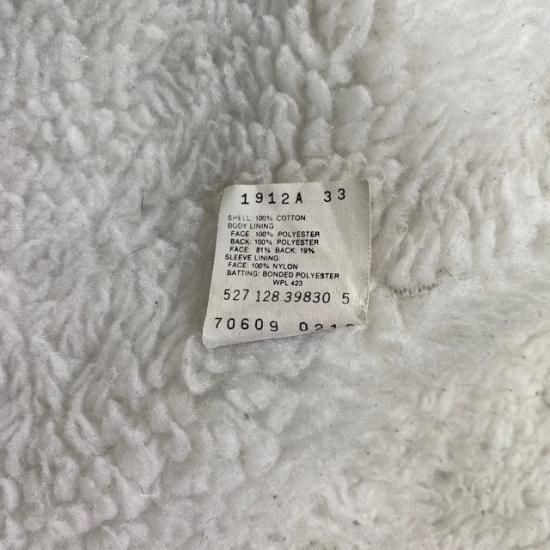 1912A 33
SHELL: 100% COTTON
BODY LINING:
FACE: 100% POLYESTER
BACK: 100% POLYESTER
FACE: 81% BACK: 19%
SLEEVE LINING:
FACE: 100% NYLON
BATTING: BONDED POLYESTER
WPL 423
527 128 39830 5
70609